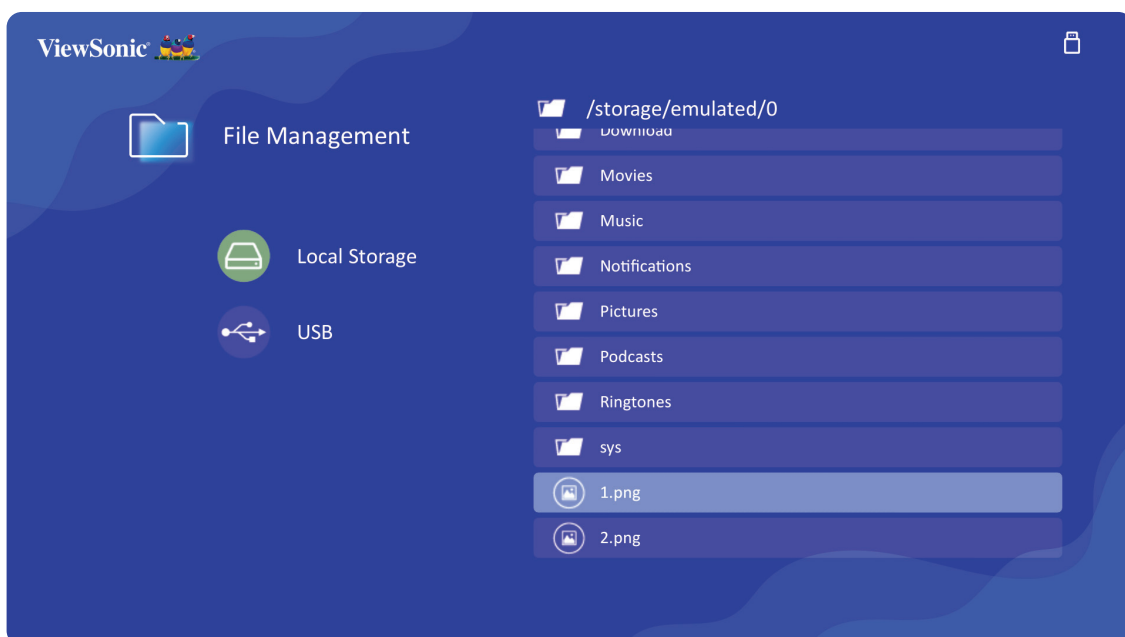 ViewSonic
File Management
Local Storage
USB
/storage/emulated/0
Download
Movies
Music
Notifications
Pictures
Podcasts
Ringtones
sys
1.png
2.png